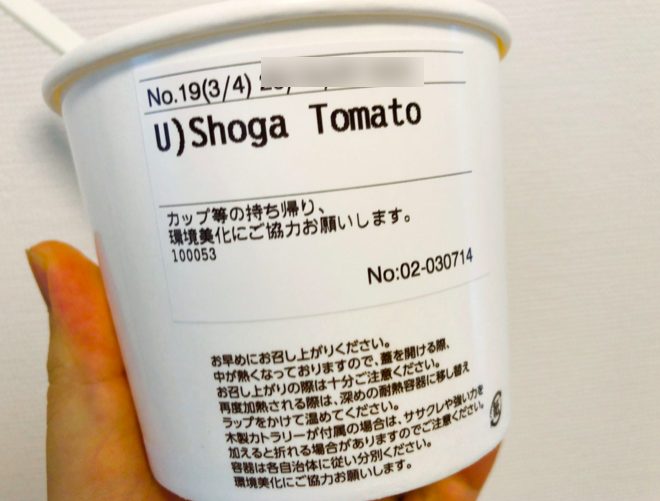 No.19(3/4)
U)Shoga Tomato
カップ等の持ち帰り、
環境美化にご協力お願いします。
100053
No:02-030714
お早めにお召し上がりください。
中が熱くなっておりますので、蓋を開ける際、
お召し上がりの際は十分ご注意ください。
再度加熱される際は、深めの耐熱容器に移し替え
ラップをかけて温めてください。
木製カトラリーが付属の場合は、ササクレや強い力を
加えると折れる場合がありますのでご注意ください。
容器は各自治体に従い分別ください。
環境美化にご協力お願いします。